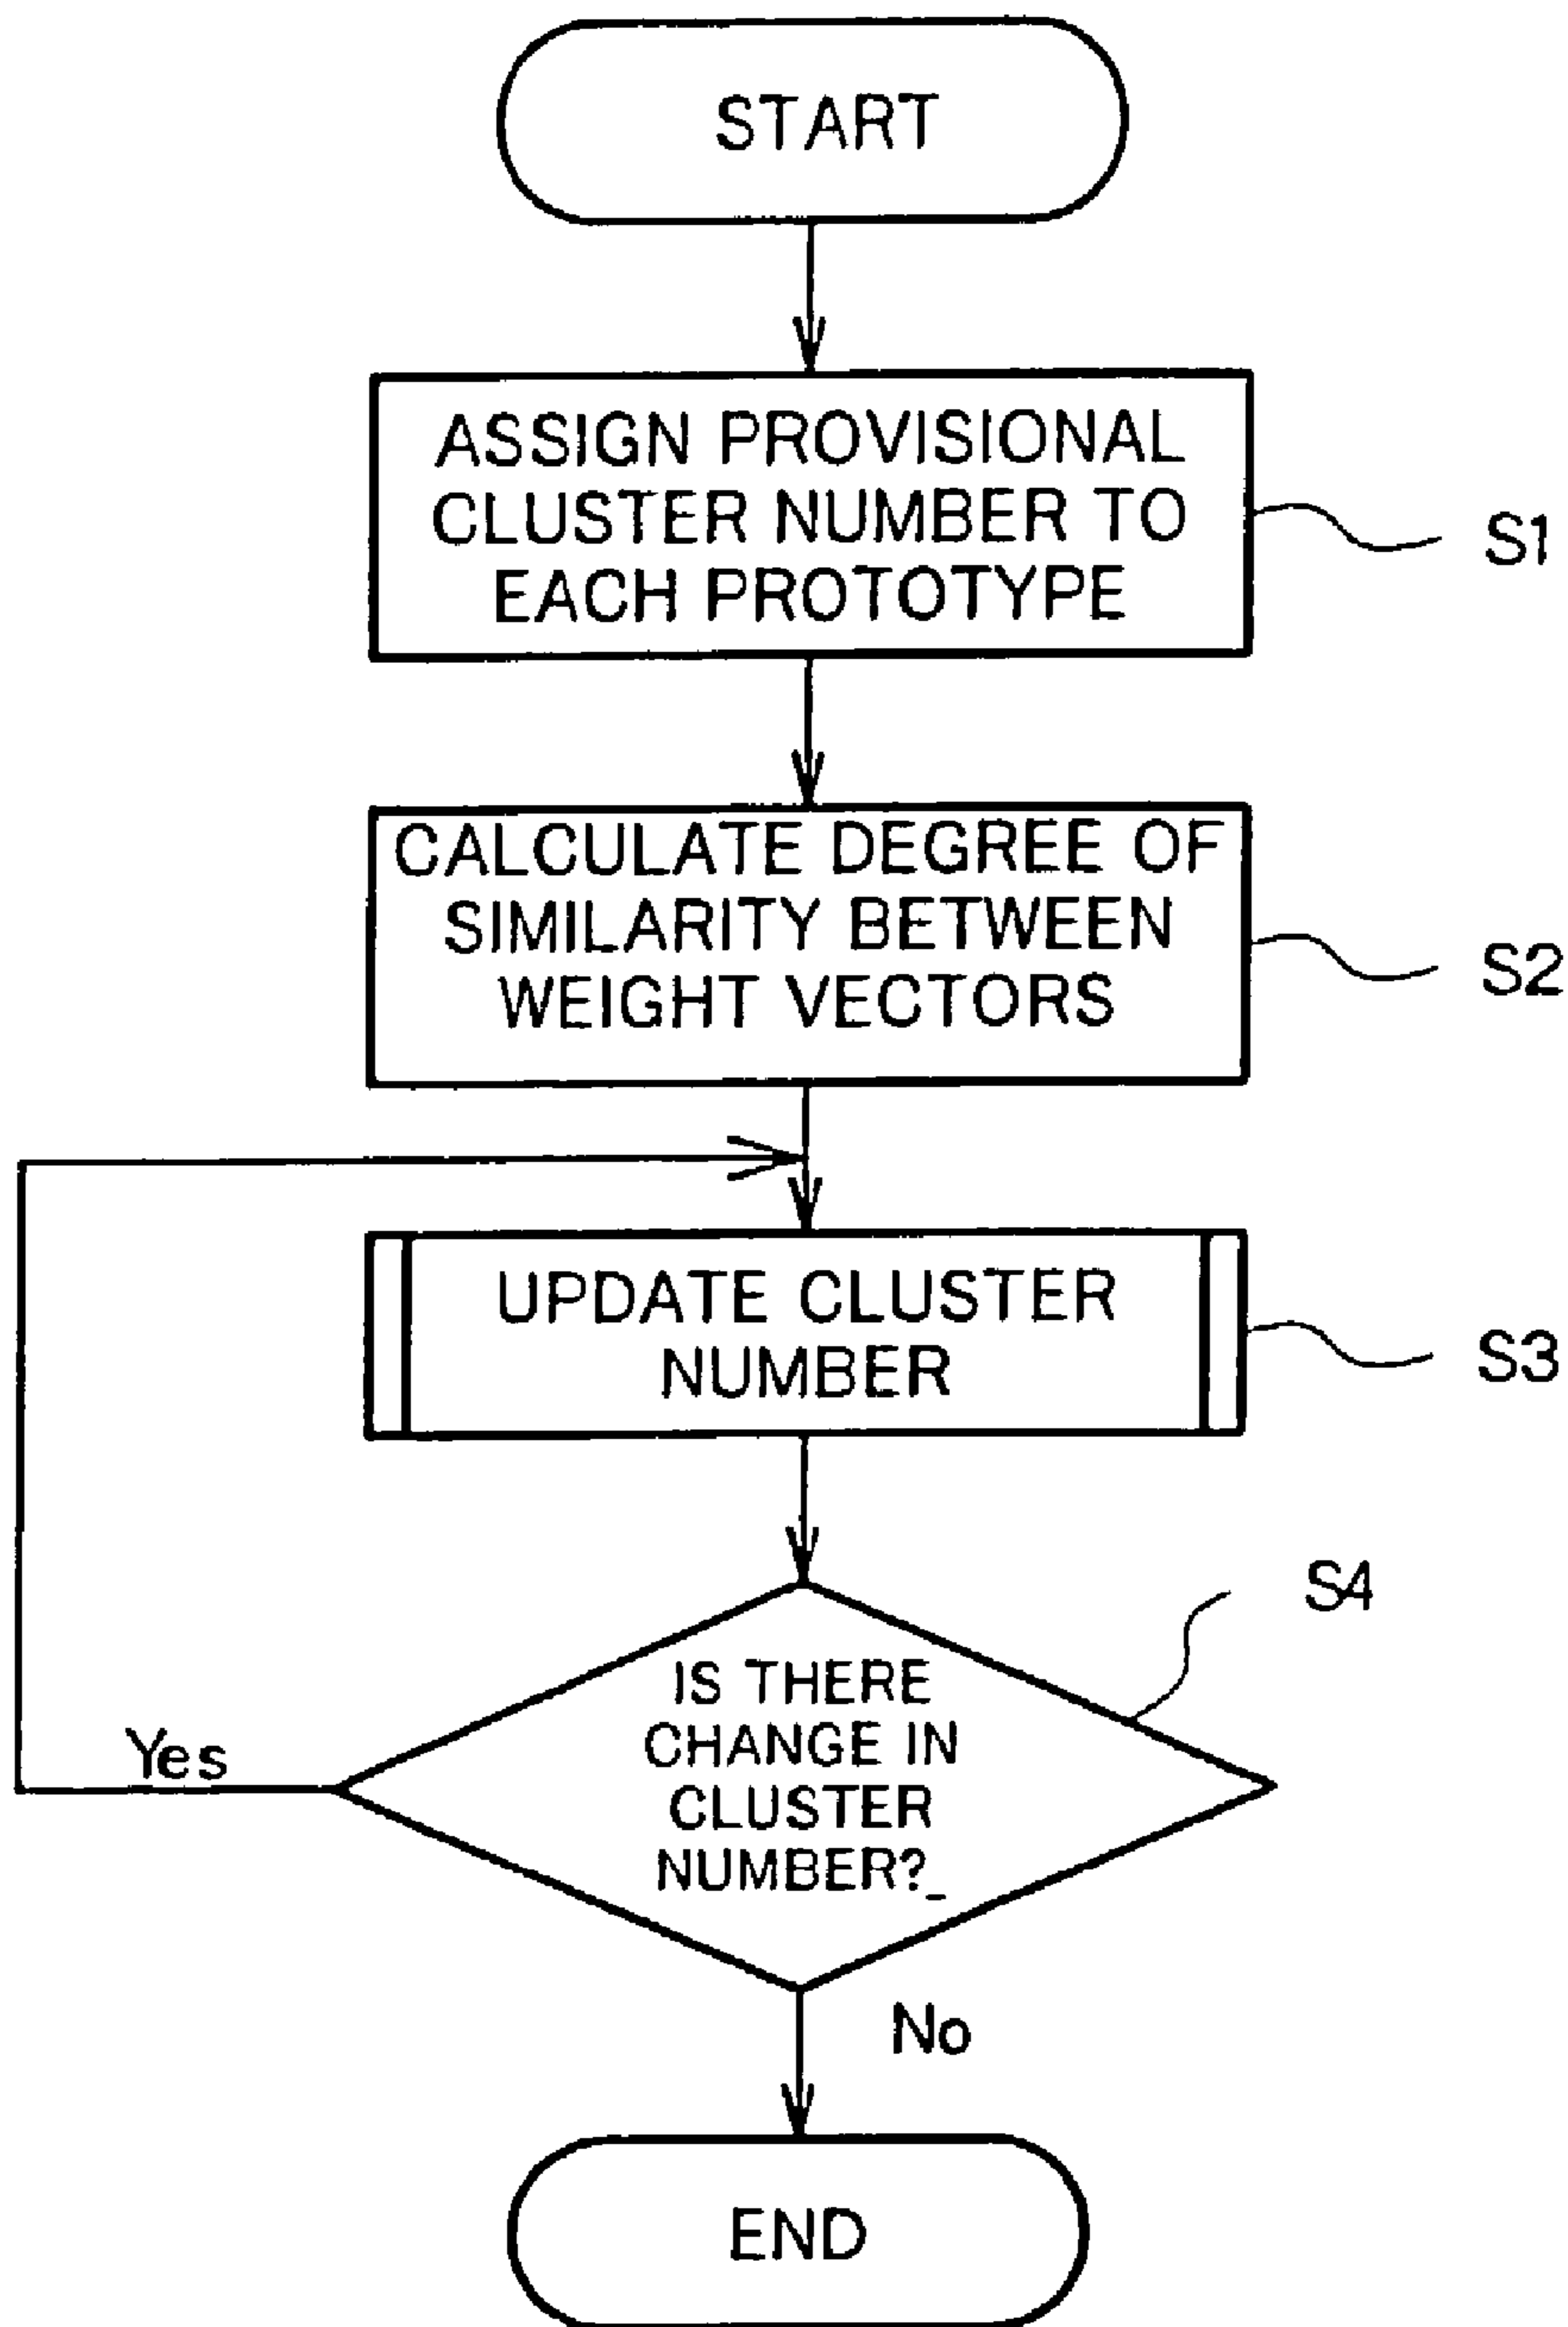 START
ASSIGN PROVISIONAL
CLUSTER NUMBER TO
EACH PROTOTYPE
S1
CALCULATE DEGREE OF
SIMILARITY BETWEEN
WEIGHT VECTORS
S2
UPDATE CLUSTER
NUMBER
S3
S4
IS THERE
CHANGE IN
CLUSTER
NUMBER?_
Yes
No
END